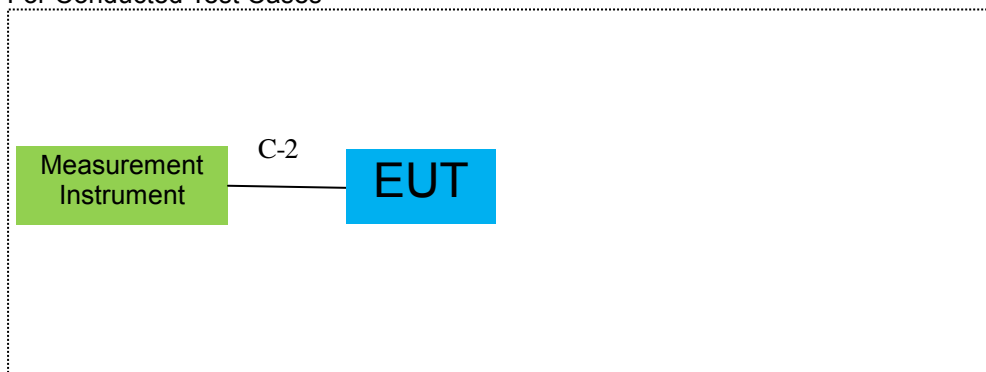 For Conducted Test Cases
C-2
Measurement
Instrument
EUT